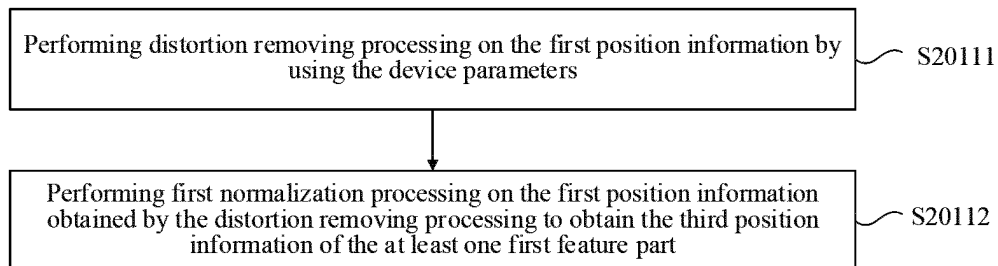 Performing distortion removing processing on the first position information by
using the device parameters
S20111
Performing first normalization processing on the first position information
obtained by the distortion removing processing to obtain the third position
information of the at least one first feature part
S20112